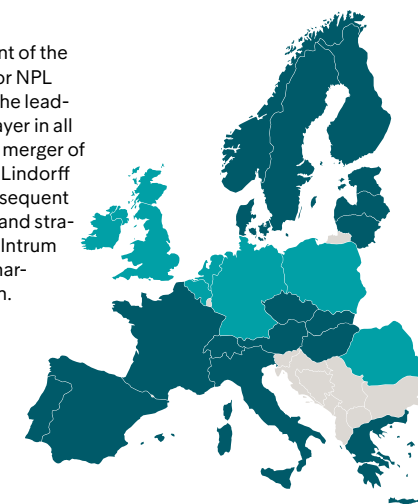 nt of the
or NPL
he lead-
ayer in all
merger of
Lindorff
sequent
and stra-
Intrum
nar-
n.